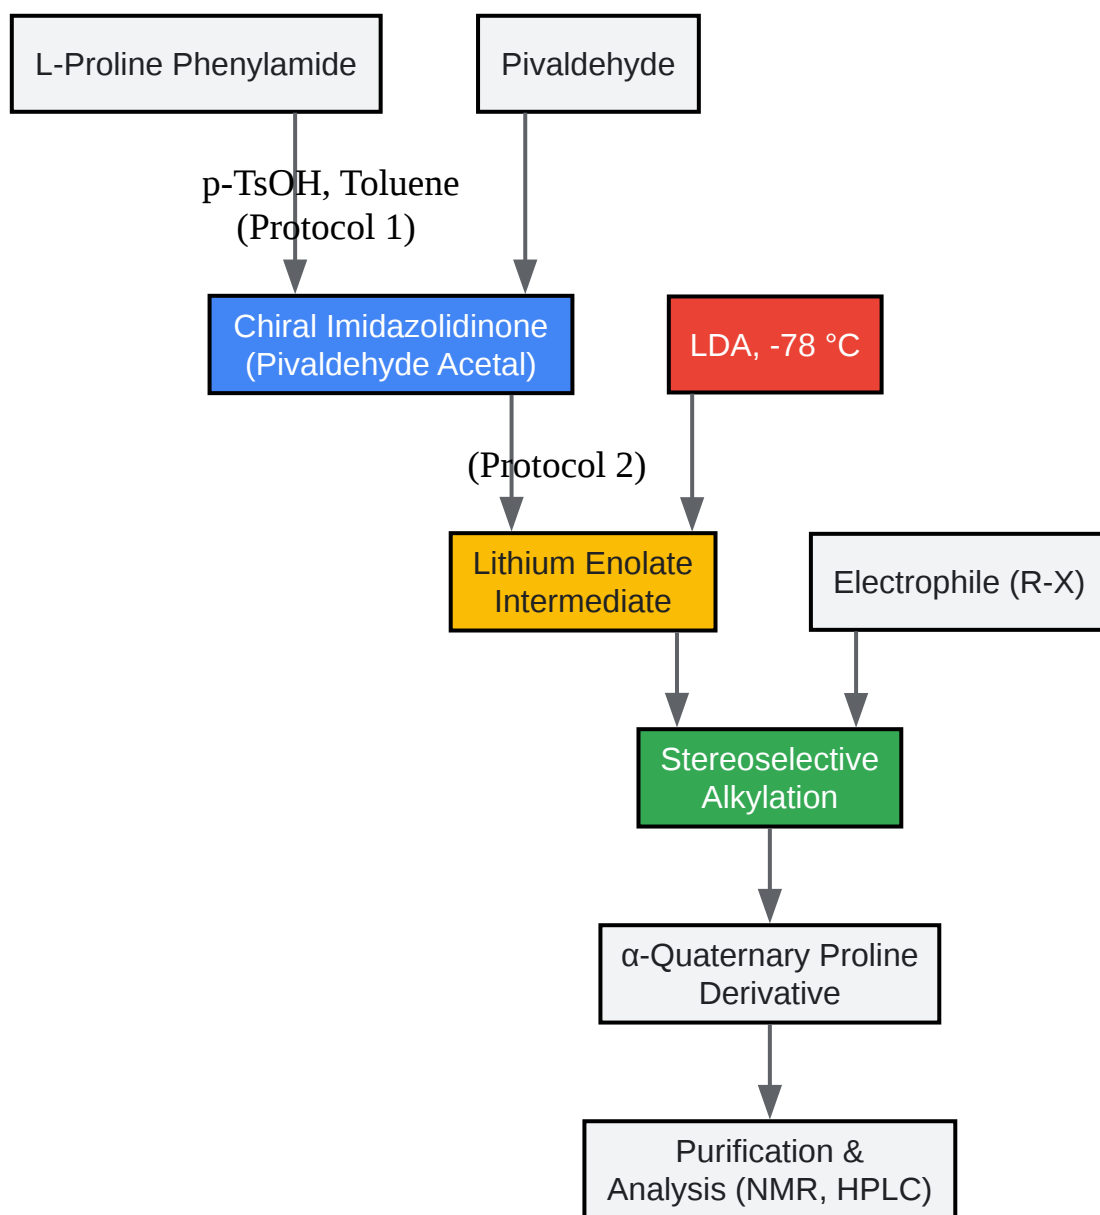 L-Proline Phenylamide
Pivaldehyde
p-TsOH, Toluene
(Protocol 1)
Chiral Imidazolidinone
(Pivaldehyde Acetal)
LDA, -78 °C
(Protocol 2)
Lithium Enolate
Intermediate
Electrophile (R-X)
Stereoselective
Alkylation
α-Quaternary Proline
Derivative
Purification &
Analysis (NMR, HPLC)